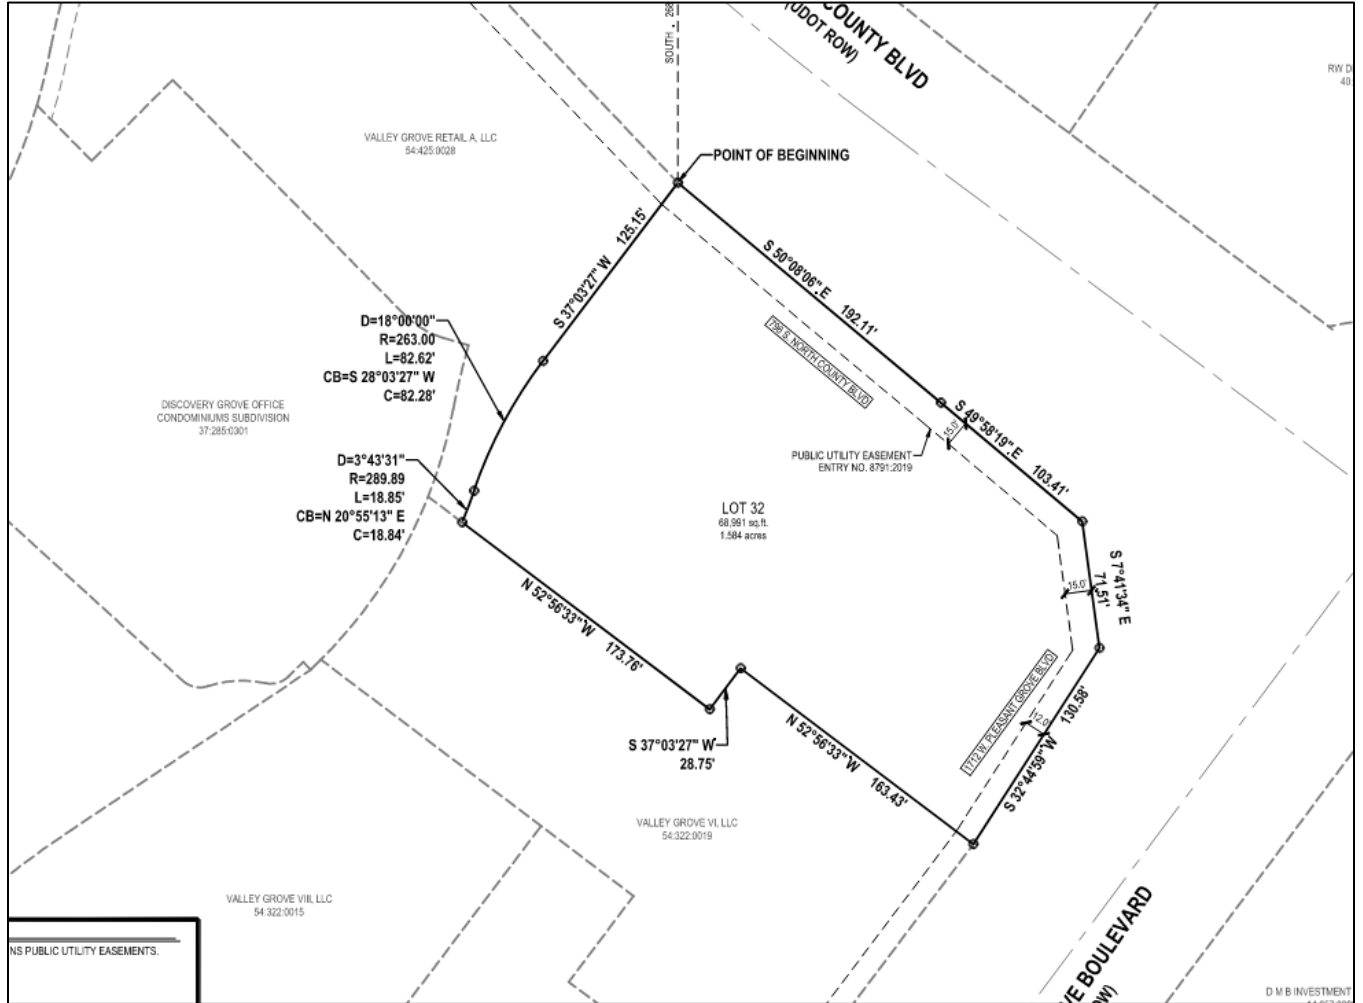 COUNTY BLVD
(UDOT ROW)
SOUTH , 268
RW D
40:
VALLEY GROVE RETAIL A, LLC
54:425:0028
POINT OF BEGINNING
S 37°03'27" W 125.15'
S 50°08'06" E 192.11'
796 S. NORTH COUNTY BLVD
D=18°00'00"
R=263.00
L=82.62'
CB=S 28°03'27" W
C=82.28'
DISCOVERY GROVE OFFICE
CONDOMINIUMS SUBDIVISION
37:285:0301
D=3°43'31"
R=289.89
L=18.85'
CB=N 20°55'13" E
C=18.84'
S 49°58'19" E 103.41'
15.0'
PUBLIC UTILITY EASEMENT
ENTRY NO. 8791:2019
LOT 32
68,991 sq.ft.
1.584 acres
S 7°41'34" E
71.51'
15.0'
N 52°56'33" W 173.76'
S 37°03'27" W
28.75'
N 52°56'33" W 163.43'
1712 W. PLEASANT GROVE BLVD
12.0'
S 32°44'59" W 130.58'
VALLEY GROVE VI, LLC
54:322:0019
VALLEY GROVE VIII, LLC
54:322:0015
NS PUBLIC UTILITY EASEMENTS.
VE BOULEVARD
OW)
D M B INVESTMENT